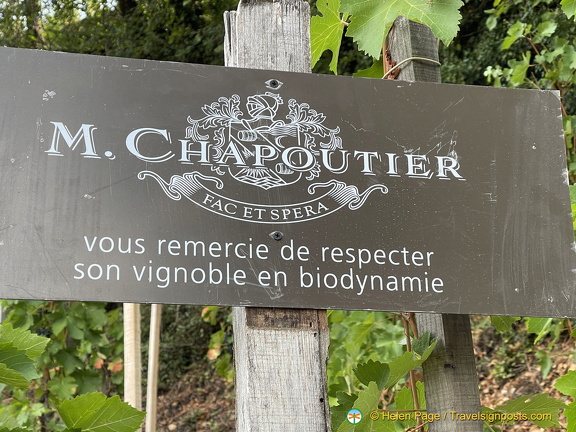 M. CHAPOUTIER
FAC ET SPERA
vous remercie de respecter
son vignoble en biodynamie
© Helen Page / Travelsignposts.com